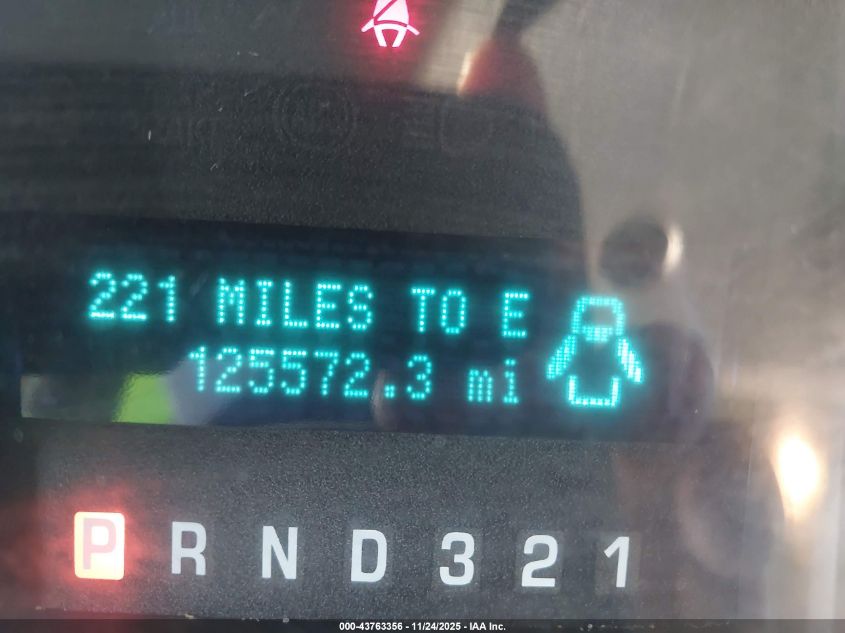 221 MILES TO E
125572.3 mi
P R N D 3 2 1
000-43763356 - 11/24/2025 - IAA Inc.